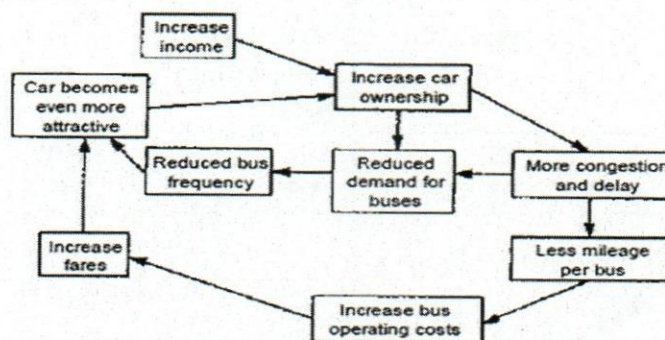 Increase
income
Car becomes
even more
attractive
Increase car
ownership
Reduced bus
frequency
Reduced
demand for
buses
More congestion
and delay
Increase
fares
Less mileage
per bus
Increase bus
operating costs